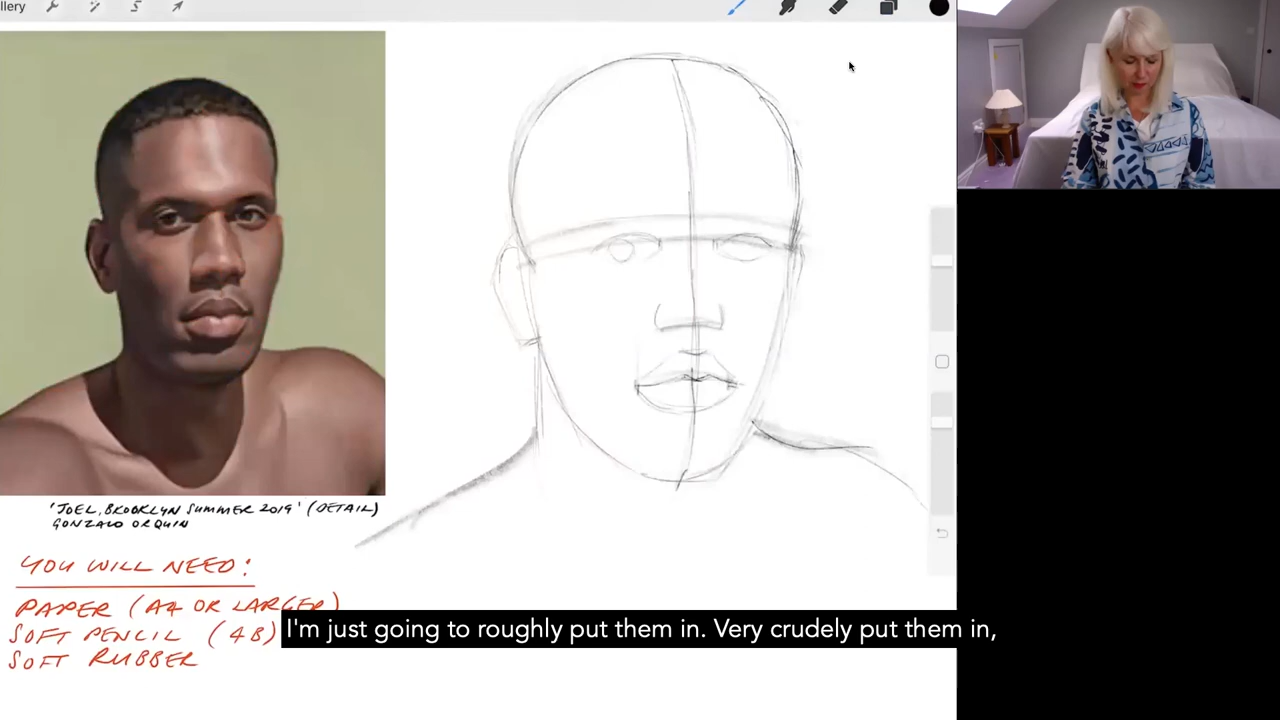 llery
'JOEL, BROOKLYN SUMMER 2019' (DETAIL)
GONZALO ORQUIN
YOU WILL NEED:
PAPER (A4 OR LARGER)
SOFT PENCIL (4B)
SOFT RUBBER
I'm just going to roughly put them in. Very crudely put them in,